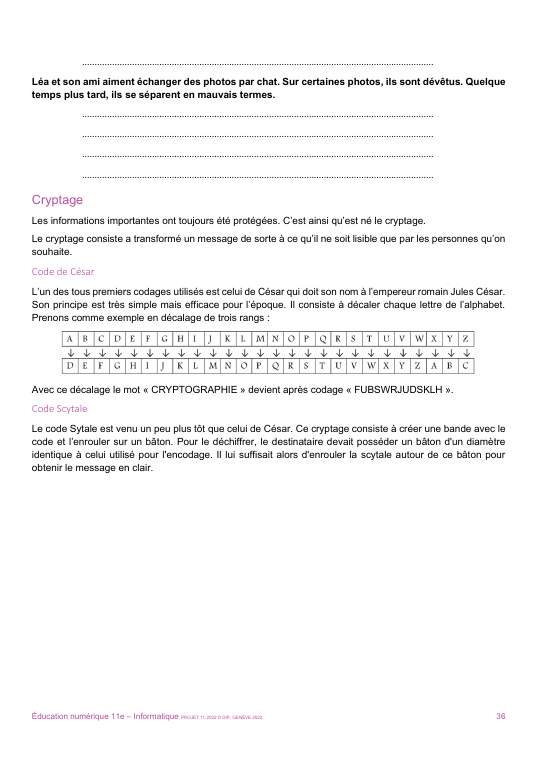 Léa et son ami aiment échanger des photos par chat. Sur certaines photos, ils sont dévêtus. Quelque
temps plus tard, ils se séparent en mauvais termes.
Cryptage
Les informations importantes ont toujours été protégées. C'est ainsi qu'est né le cryptage.
Le cryptage consiste a transformé un message de sorte à ce qu'il ne soit lisible que par les personnes qu'on
souhaite.
Code de César
L'un des tous premiers codages utilisés est celui de César qui doit son nom à l'empereur romain Jules César.
Son principe est très simple mais efficace pour l'époque. Il consiste à décaler chaque lettre de l'alphabet.
Prenons comme exemple en décalage de trois rangs :
A B C D E F G H I J K L M N O P Q R S T U V W X Y Z
↓ ↓ ↓ ↓ ↓ ↓ ↓ ↓ ↓ ↓ ↓ ↓ ↓ ↓ ↓ ↓ ↓ ↓ ↓ ↓ ↓ ↓ ↓ ↓ ↓ ↓
D E F G H I J K L M N O P Q R S T U V W X Y Z A B C
Avec ce décalage le mot « CRYPTOGRAPHIE » devient après codage « FUBSWRJUDSKLH ».
Code Scytale
Le code Sytale est venu un peu plus tôt que celui de César. Ce cryptage consiste à créer une bande avec le
code et l'enrouler sur un bâton. Pour le déchiffrer, le destinataire devait posséder un bâton d'un diamètre
identique à celui utilisé pour l'encodage. Il lui suffisait alors d'enrouler la scytale autour de ce bâton pour
obtenir le message en clair.
Éducation numérique 11e – Informatique PROJET 11.2022 © DIP, GENÈVE 2022 36